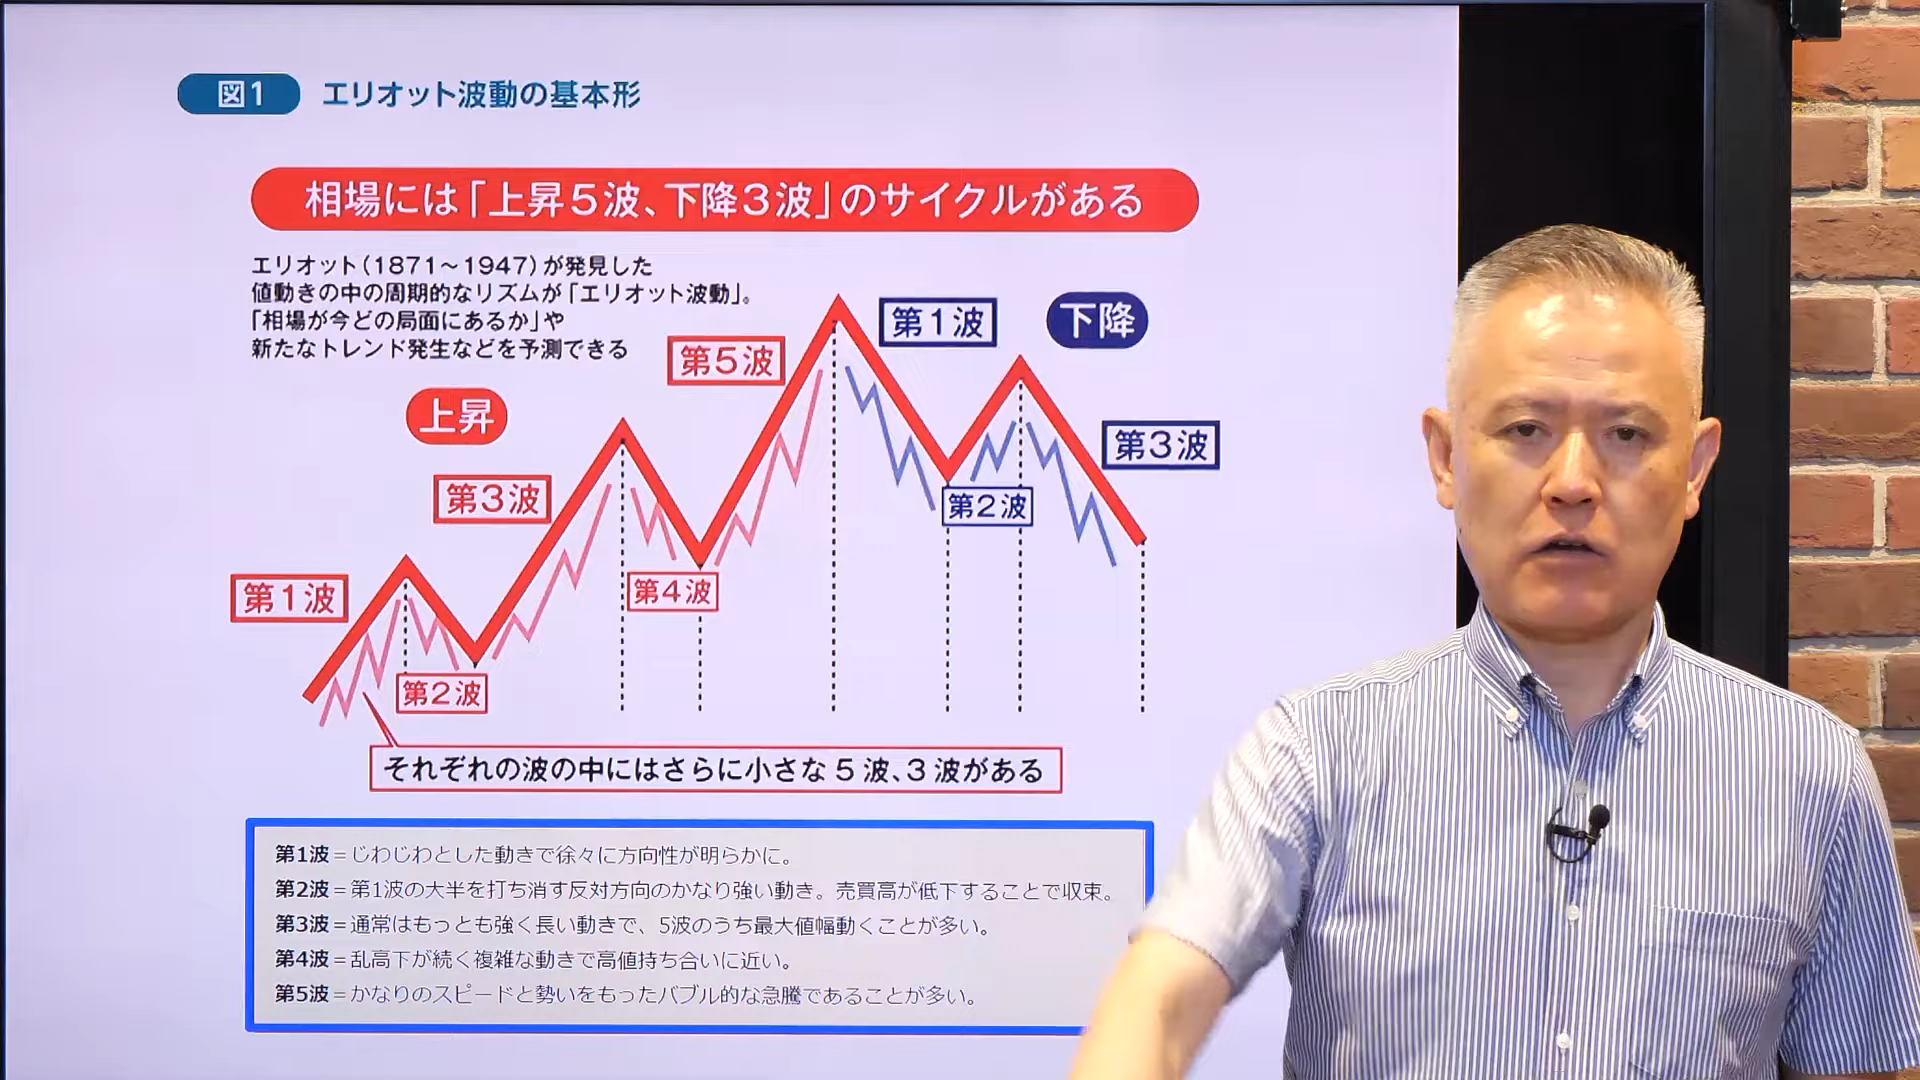 図1 エリオット波動の基本形
相場には「上昇5波、下降3波」のサイクルがある
エリオット（1871～1947）が発見した
値動きの中の周期的なリズムが「エリオット波動」。
「相場が今どの局面にあるか」や
新たなトレンド発生などを予測できる
上昇
下降
第1波
第2波
第3波
第4波
第5波
第1波
第2波
第3波
それぞれの波の中にはさらに小さな5波、3波がある
第1波＝じわじわとした動きで徐々に方向性が明らかに。
第2波＝第1波の大半を打ち消す反対方向のかなり強い動き。売買高が低下することで収束。
第3波＝通常はもっとも強く長い動きで、5波のうち最大値幅動くことが多い。
第4波＝乱高下が続く複雑な動きで高値持ち合いに近い。
第5波＝かなりのスピードと勢いをもったバブル的な急騰であることが多い。